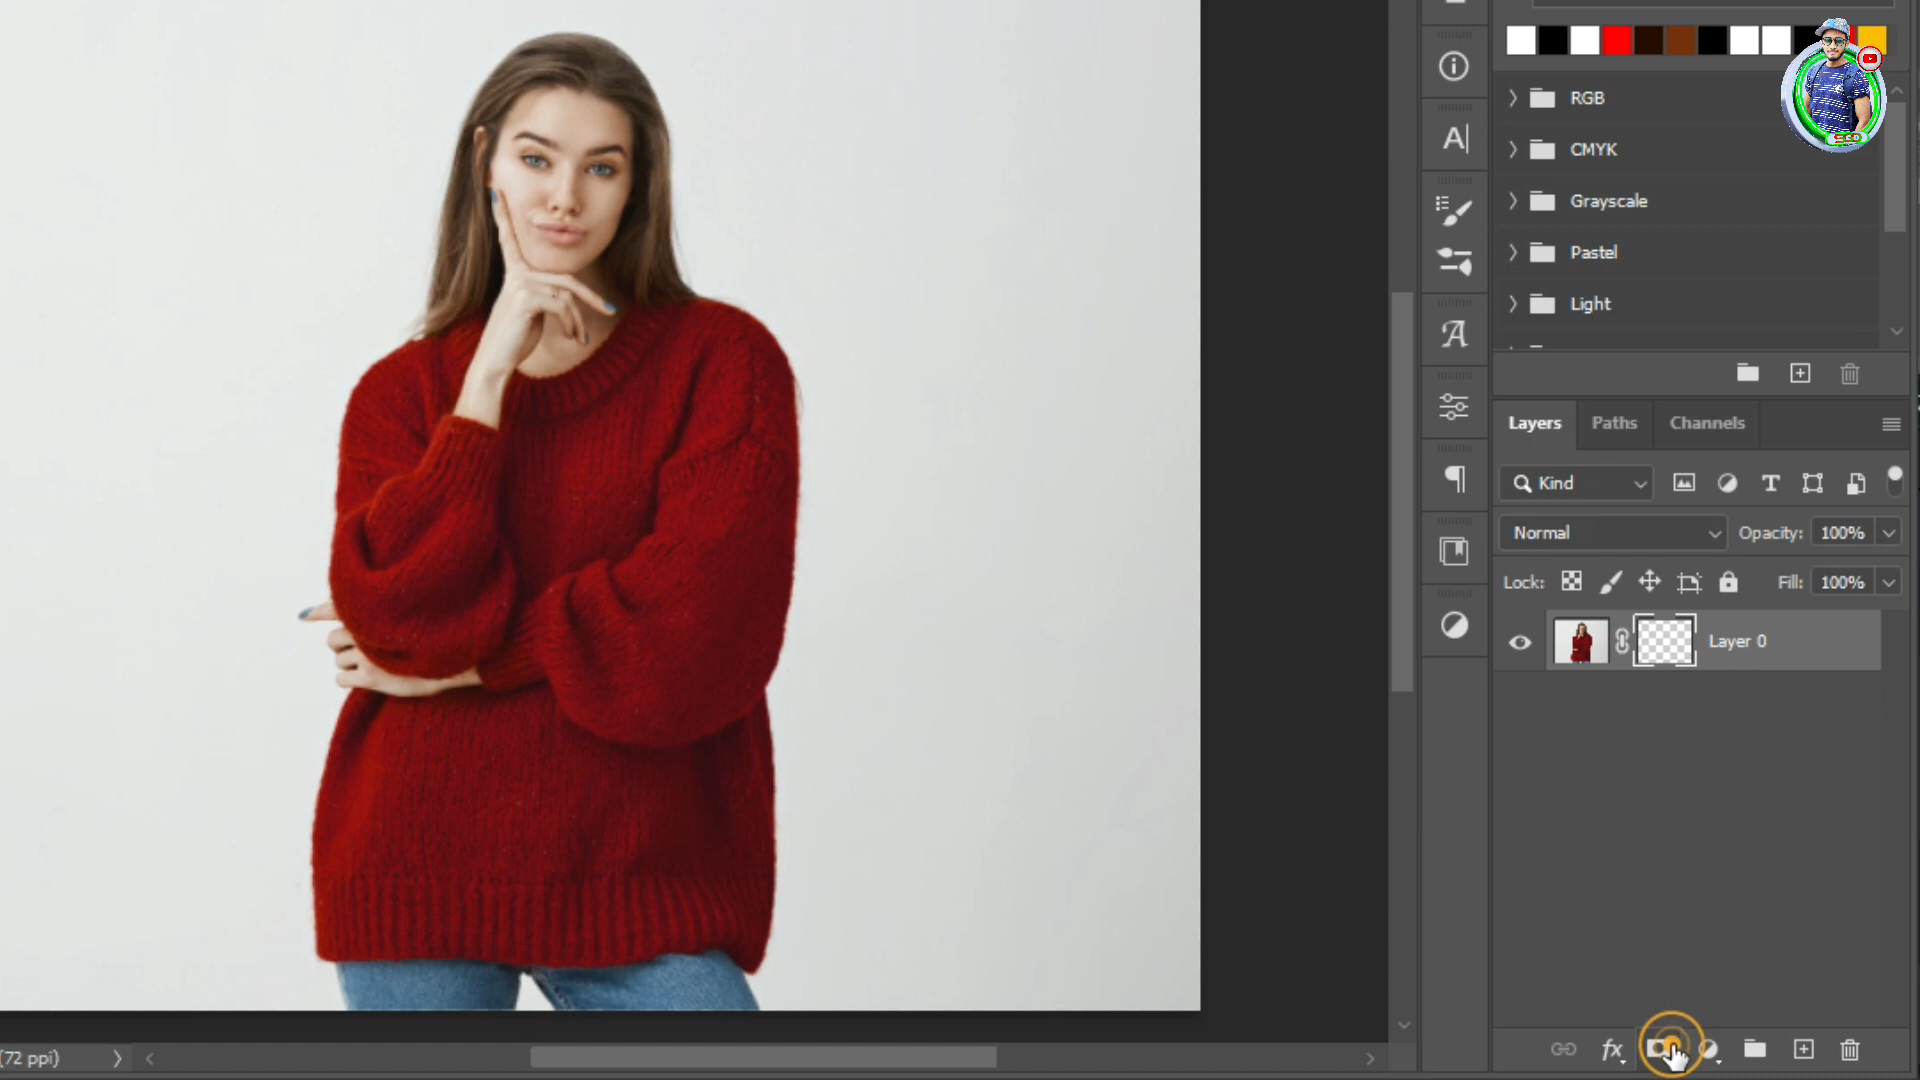 RGB
CMYK
Grayscale
Pastel
Light
Layers Paths Channels
Kind
Normal Opacity: 100%
Lock: Fill: 100%
Layer 0
(72 ppi)
fx